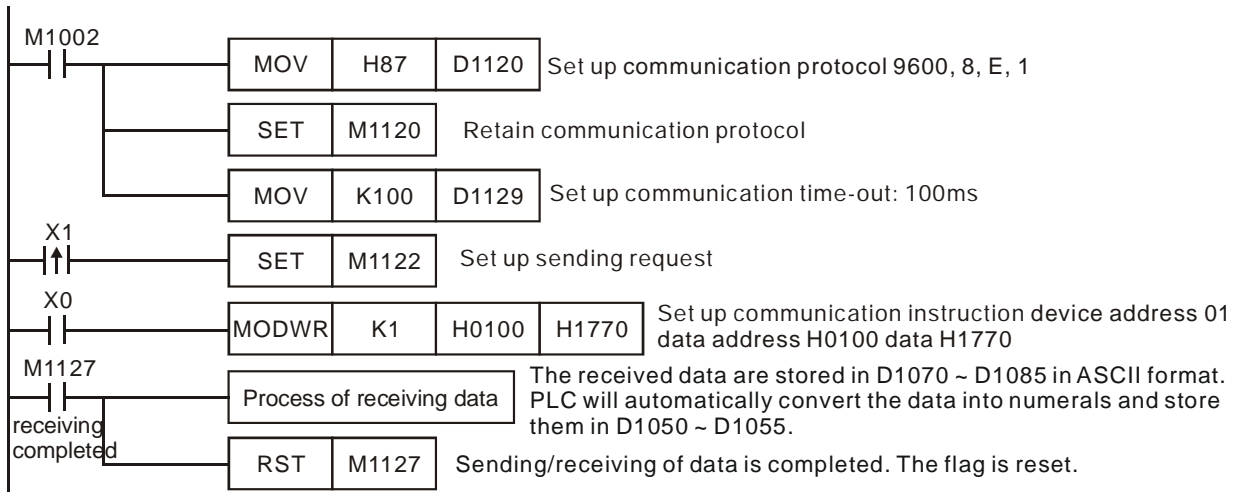 M1002
MOV H87 D1120 Set up communication protocol 9600, 8, E, 1
SET M1120 Retain communication protocol
MOV K100 D1129 Set up communication time-out: 100ms
X1
SET M1122 Set up sending request
X0
MODWR K1 H0100 H1770 Set up communication instruction device address 01
data address H0100 data H1770
M1127
Process of receiving data
The received data are stored in D1070 ~ D1085 in ASCII format.
PLC will automatically convert the data into numerals and store
them in D1050 ~ D1055.
receiving
completed
RST M1127 Sending/receiving of data is completed. The flag is reset.